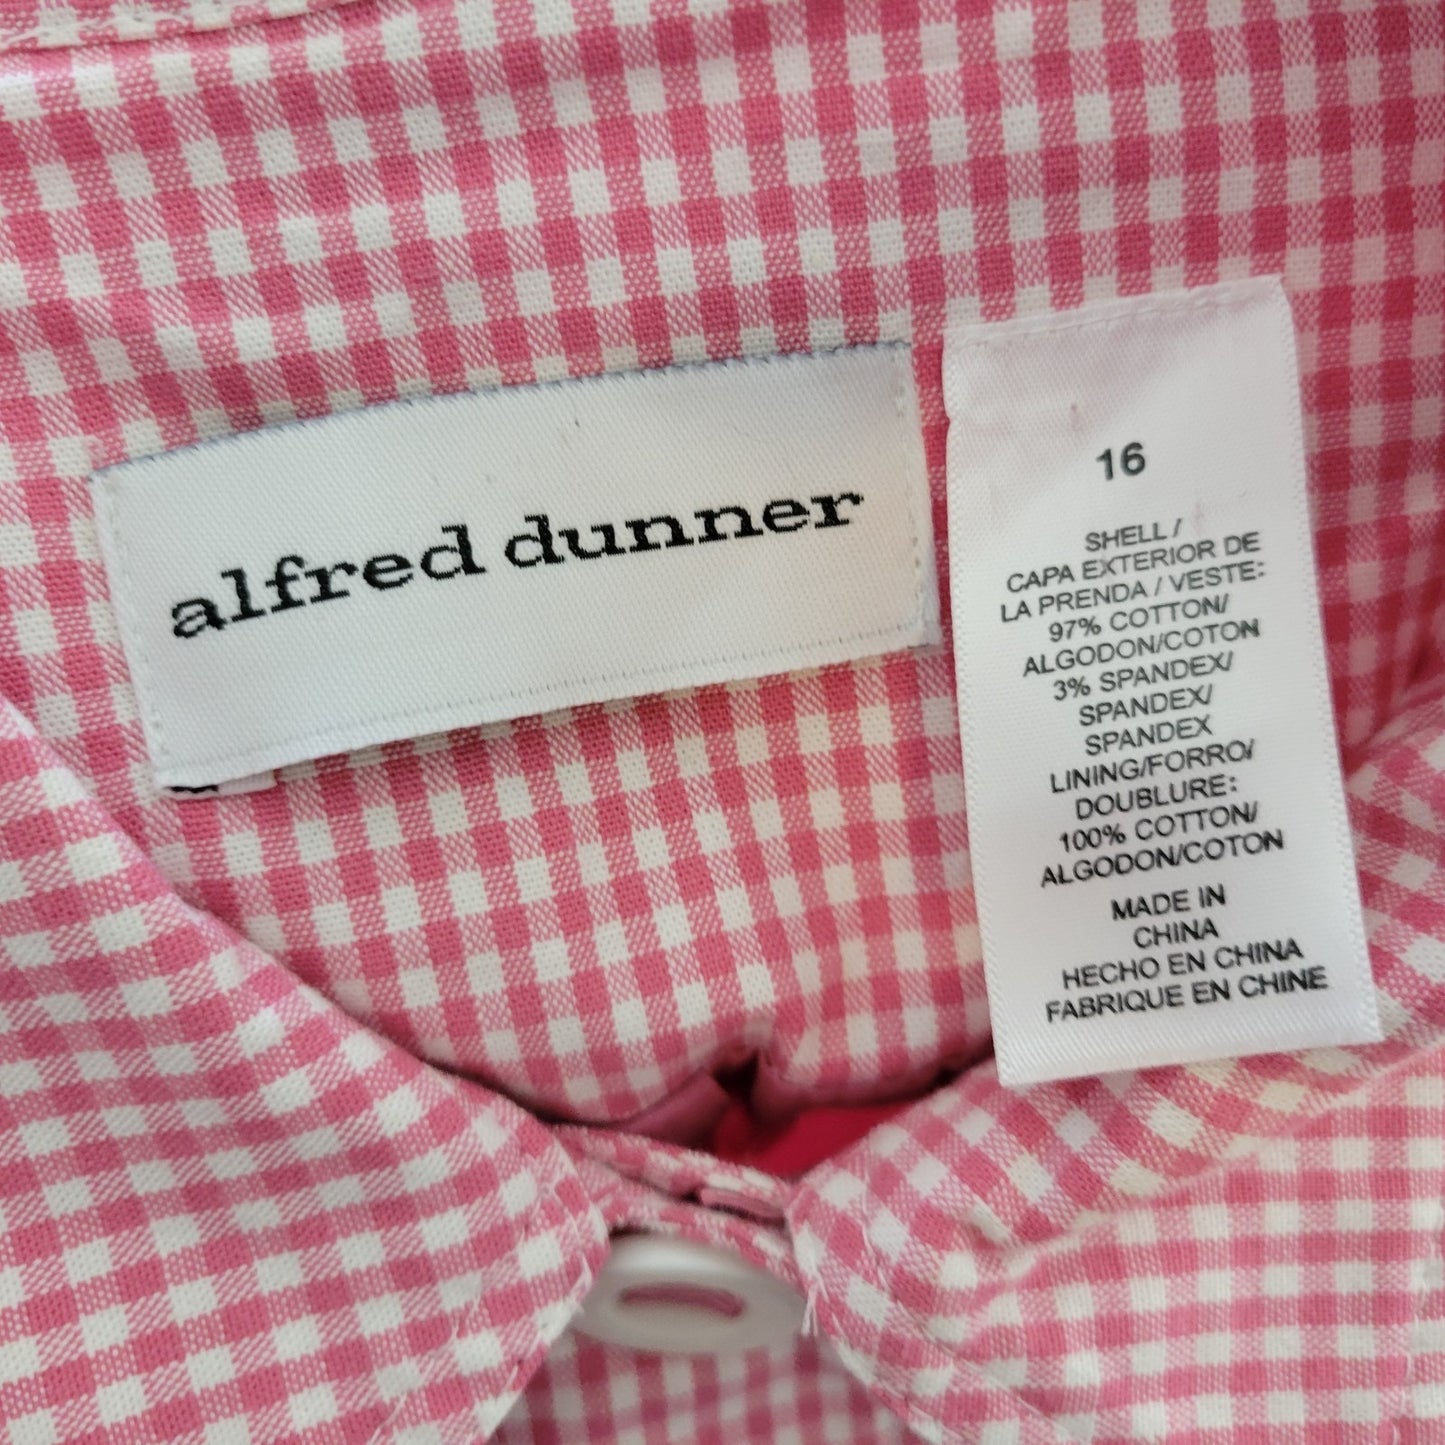 alfred dunner
16
SHELL /
CAPA EXTERIOR DE
LA PRENDA / VESTE:
97% COTTON/
ALGODON/COTON
3% SPANDEX/
SPANDEX/
SPANDEX
LINING/FORRO/
DOUBLURE:
100% COTTON/
ALGODON/COTON
MADE IN
CHINA
HECHO EN CHINA
FABRIQUE EN CHINE